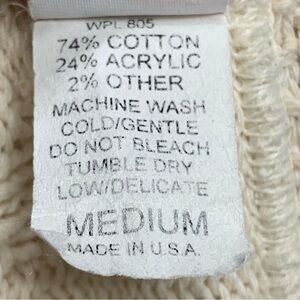 WPL 805
74% COTTON
24% ACRYLIC
2% OTHER
MACHINE WASH
COLD/GENTLE
DO NOT BLEACH
TUMBLE DRY
LOW/DELICATE
MEDIUM
MADE IN U.S.A.